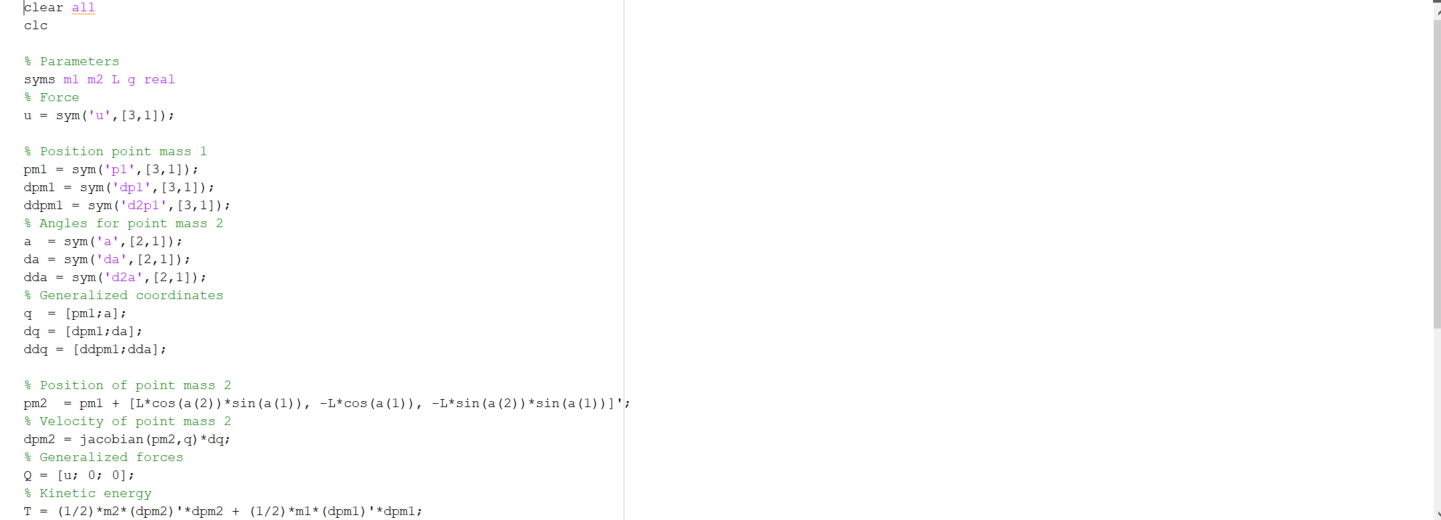 clear all
clc
% Parameters
syms m1 m2 L g real
% Force
u = sym('u',[3,1]);
% Position point mass 1
pm1 = sym('p1',[3,1]);
dpm1 = sym('dp1',[3,1]);
ddpm1 = sym('d2p1',[3,1]);
% Angles for point mass 2
a  = sym('a',[2,1]);
da = sym('da',[2,1]);
dda = sym('d2a',[2,1]);
% Generalized coordinates
q  = [pm1;a];
dq = [dpm1;da];
ddq = [ddpm1;dda];
% Position of point mass 2
pm2  = pm1 + [L*cos(a(2))*sin(a(1)), -L*cos(a(1)), -L*sin(a(2))*sin(a(1))]';
% Velocity of point mass 2
dpm2 = jacobian(pm2,q)*dq;
% Generalized forces
Q = [u; 0; 0];
% Kinetic energy
T = (1/2)*m2*(dpm2)'*dpm2 + (1/2)*m1*(dpm1)'*dpm1;